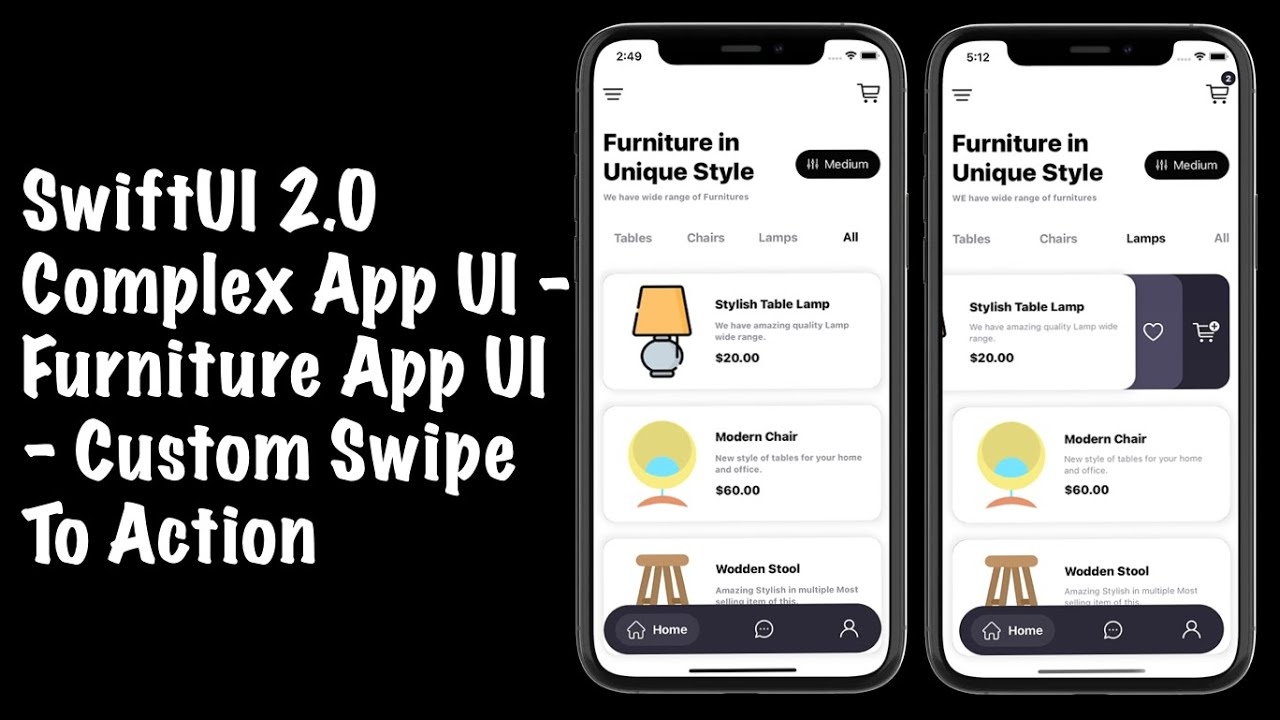 SwiftUI 2.0
Complex App UI -
Furniture App UI
- Custom Swipe
To Action
2:49
Furniture in
Unique Style
Medium
We have wide range of Furnitures
Tables Chairs Lamps All
Stylish Table Lamp
We have amazing quality Lamp
wide range.
$20.00
Modern Chair
New style of tables for your home
and office.
$60.00
Wodden Stool
Amazing Stylish in multiple Most
selling item of this.
Home
5:12
2
Furniture in
Unique Style
Medium
WE have wide range of furnitures
Tables Chairs Lamps All
Stylish Table Lamp
We have amazing quality Lamp wide
range.
$20.00
Modern Chair
New style of tables for your home
and office.
$60.00
Wodden Stool
Amazing Stylish in multiple Most
selling item of this.
Home